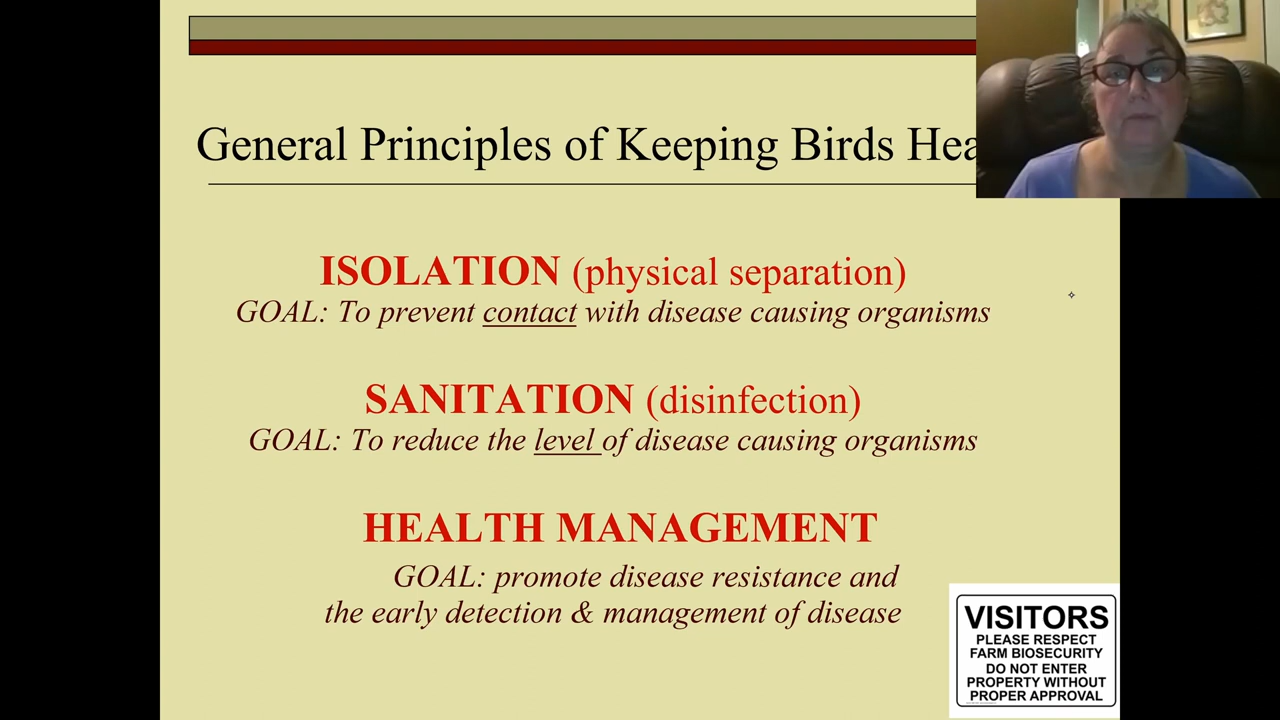 General Principles of Keeping Birds Hea
ISOLATION (physical separation)
GOAL: To prevent contact with disease causing organisms
SANITATION (disinfection)
GOAL: To reduce the level of disease causing organisms
HEALTH MANAGEMENT
GOAL: promote disease resistance and
the early detection & management of disease
VISITORS
PLEASE RESPECT
FARM BIOSECURITY
DO NOT ENTER
PROPERTY WITHOUT
PROPER APPROVAL